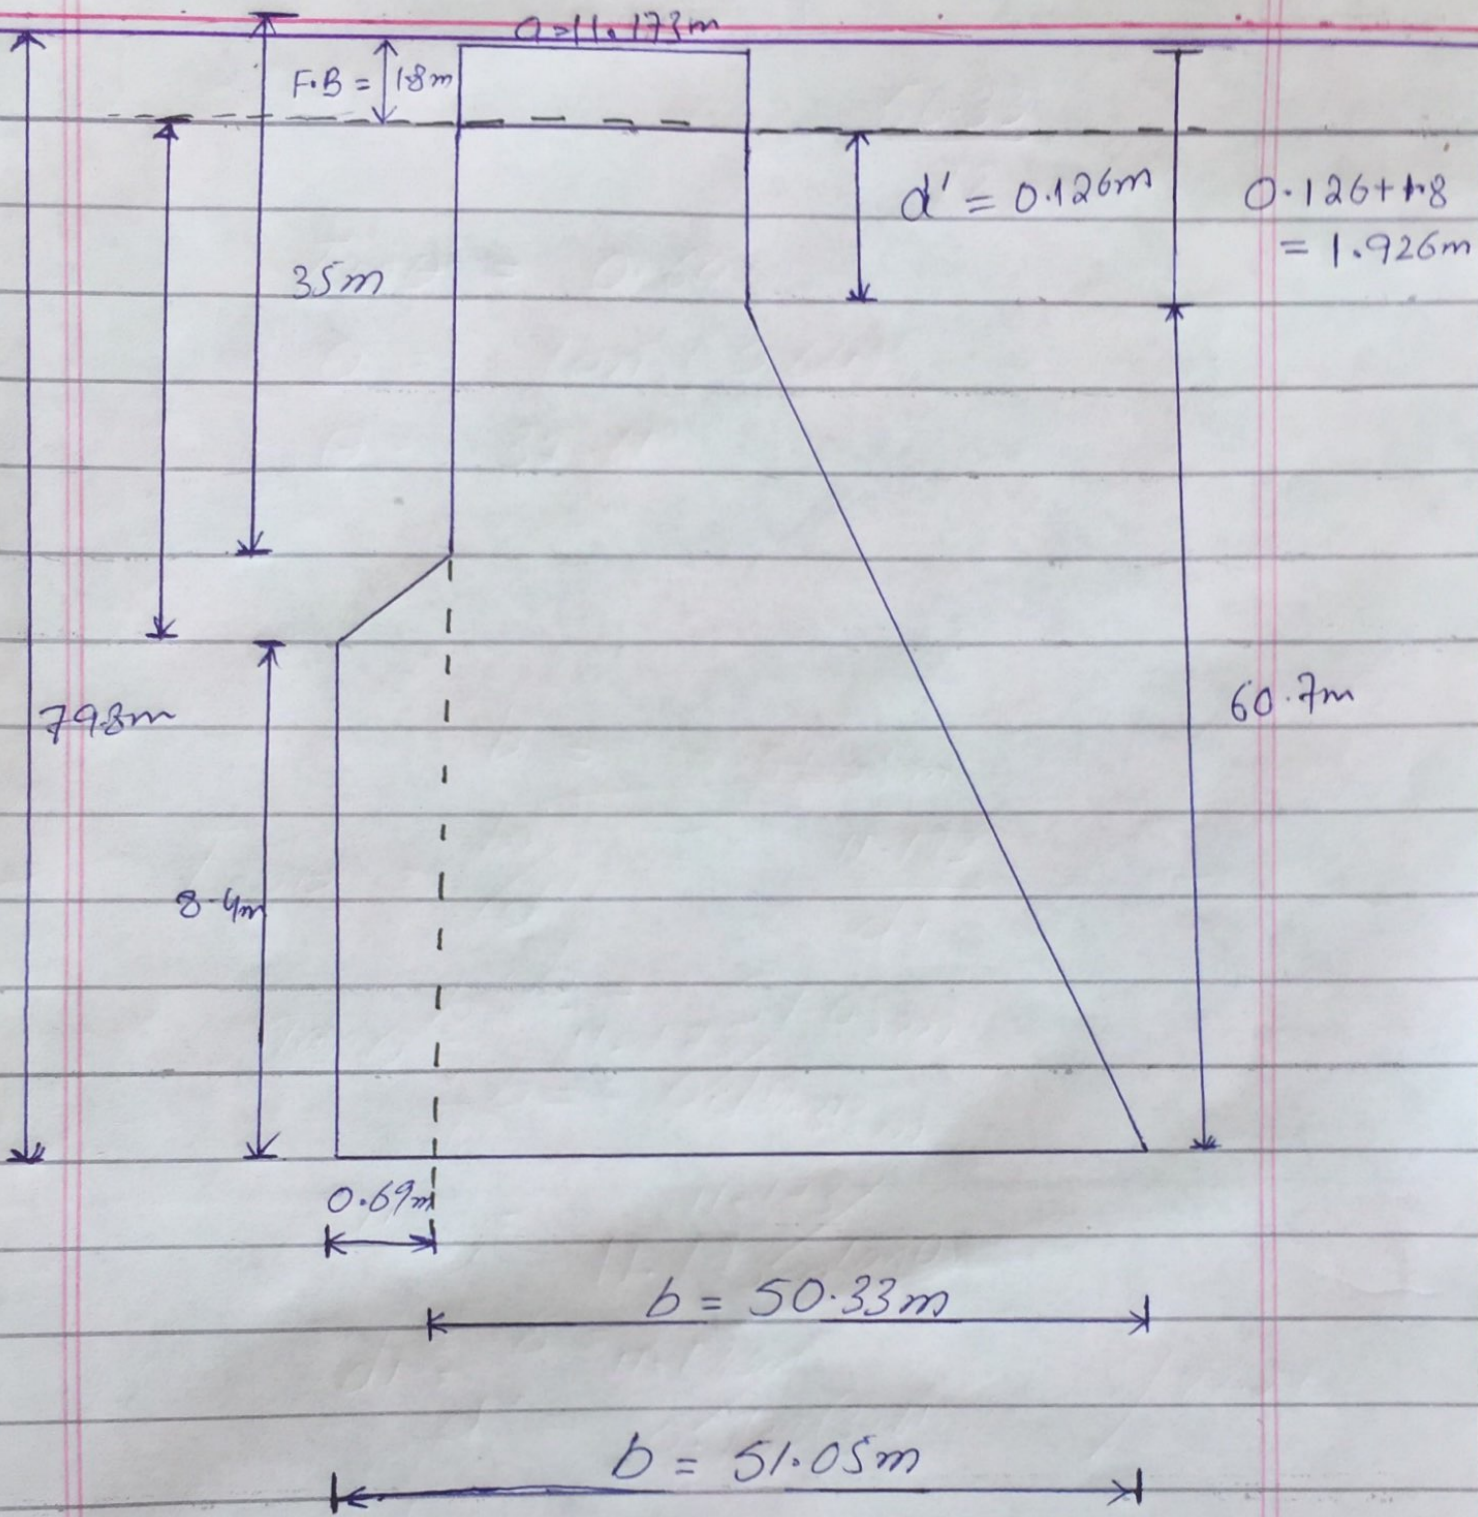 a=11.173m
F.B = 1.8m
d' = 0.126m
0.126+1.8
= 1.926m
35m
79.8m
60.7m
8.4m
0.69m
b = 50.33m
b = 51.05m